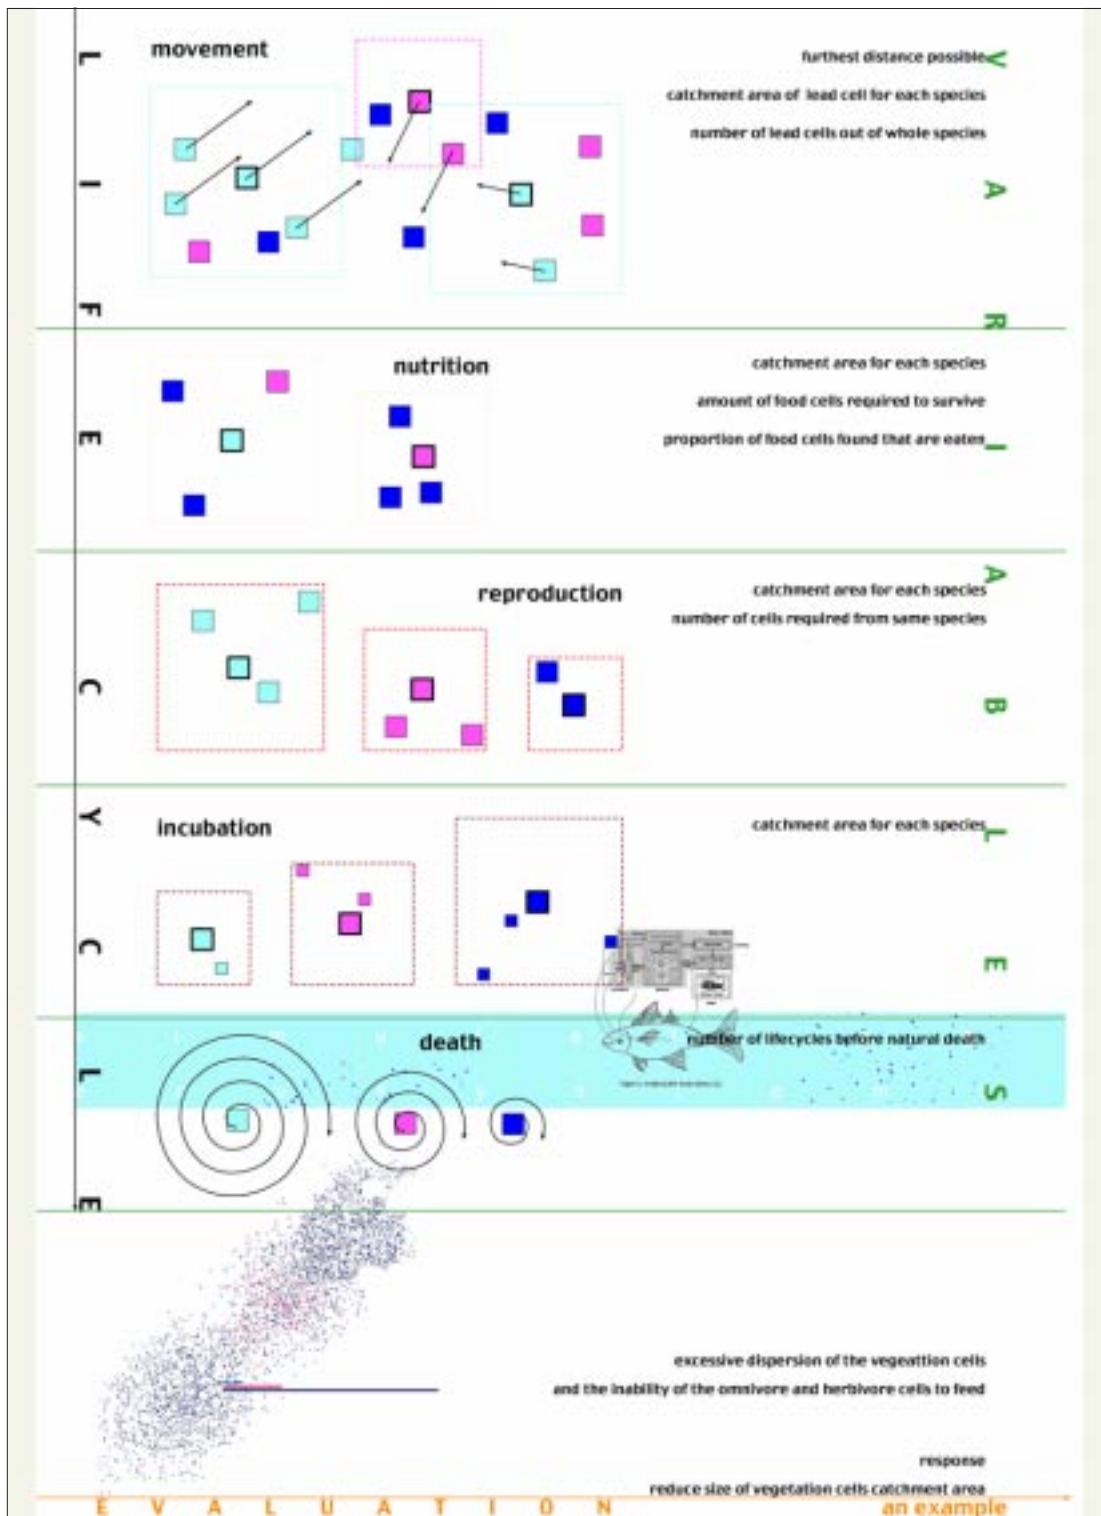 movement
furthest distance possible
catchment area of lead cell for each species
number of lead cells out of whole species
nutrition
catchment area for each species
amount of food cells required to survive
proportion of food cells found that are eaten
reproduction
catchment area for each species
number of cells required from same species
incubation
catchment area for each species
death
number of lifecycles before natural death
L I F E C Y C L E
V A R I A B L E S
excessive dispersion of the vegeattion cells
and the inability of the omnivore and herbivore cells to feed
response
reduce size of vegetation cells catchment area
E V A L U A T I O N
an example